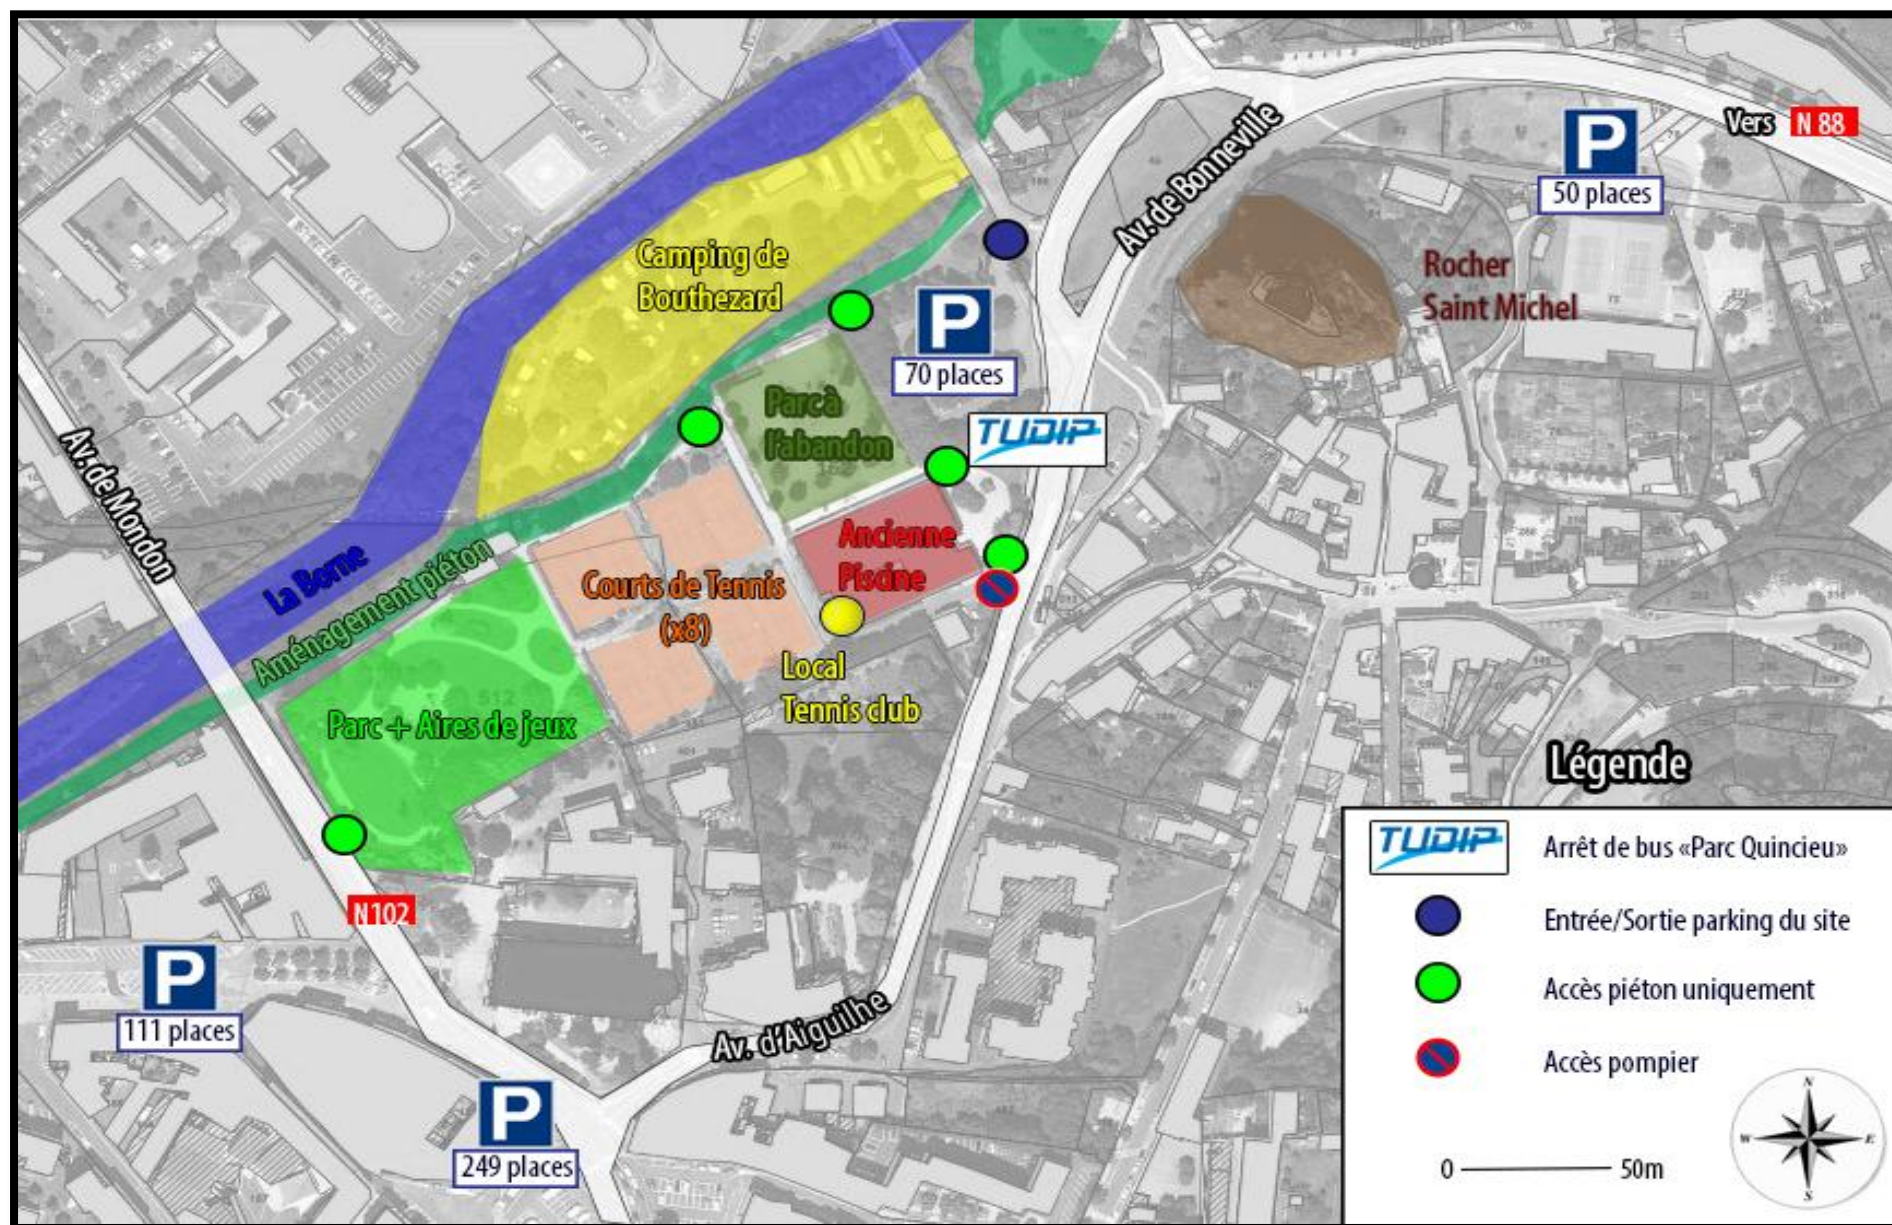 Vers N 88
P
50 places
Av. de Bonneville
Camping de
Bouthezard
Rocher
Saint Michel
P
70 places
Parc à
l'abandon
TUDIP
Av. de Mondon
Ancienne
Piscine
La Borne
Aménagement piéton
Courts de Tennis
(x8)
Local
Tennis club
512
Parc + Aires de jeux
N102
P
111 places
Av. d'Aiguilhe
P
249 places
Légende
TUDIP Arrêt de bus «Parc Quincieu»
Entrée/Sortie parking du site
Accès piéton uniquement
Accès pompier
0 50m
N
W E
S